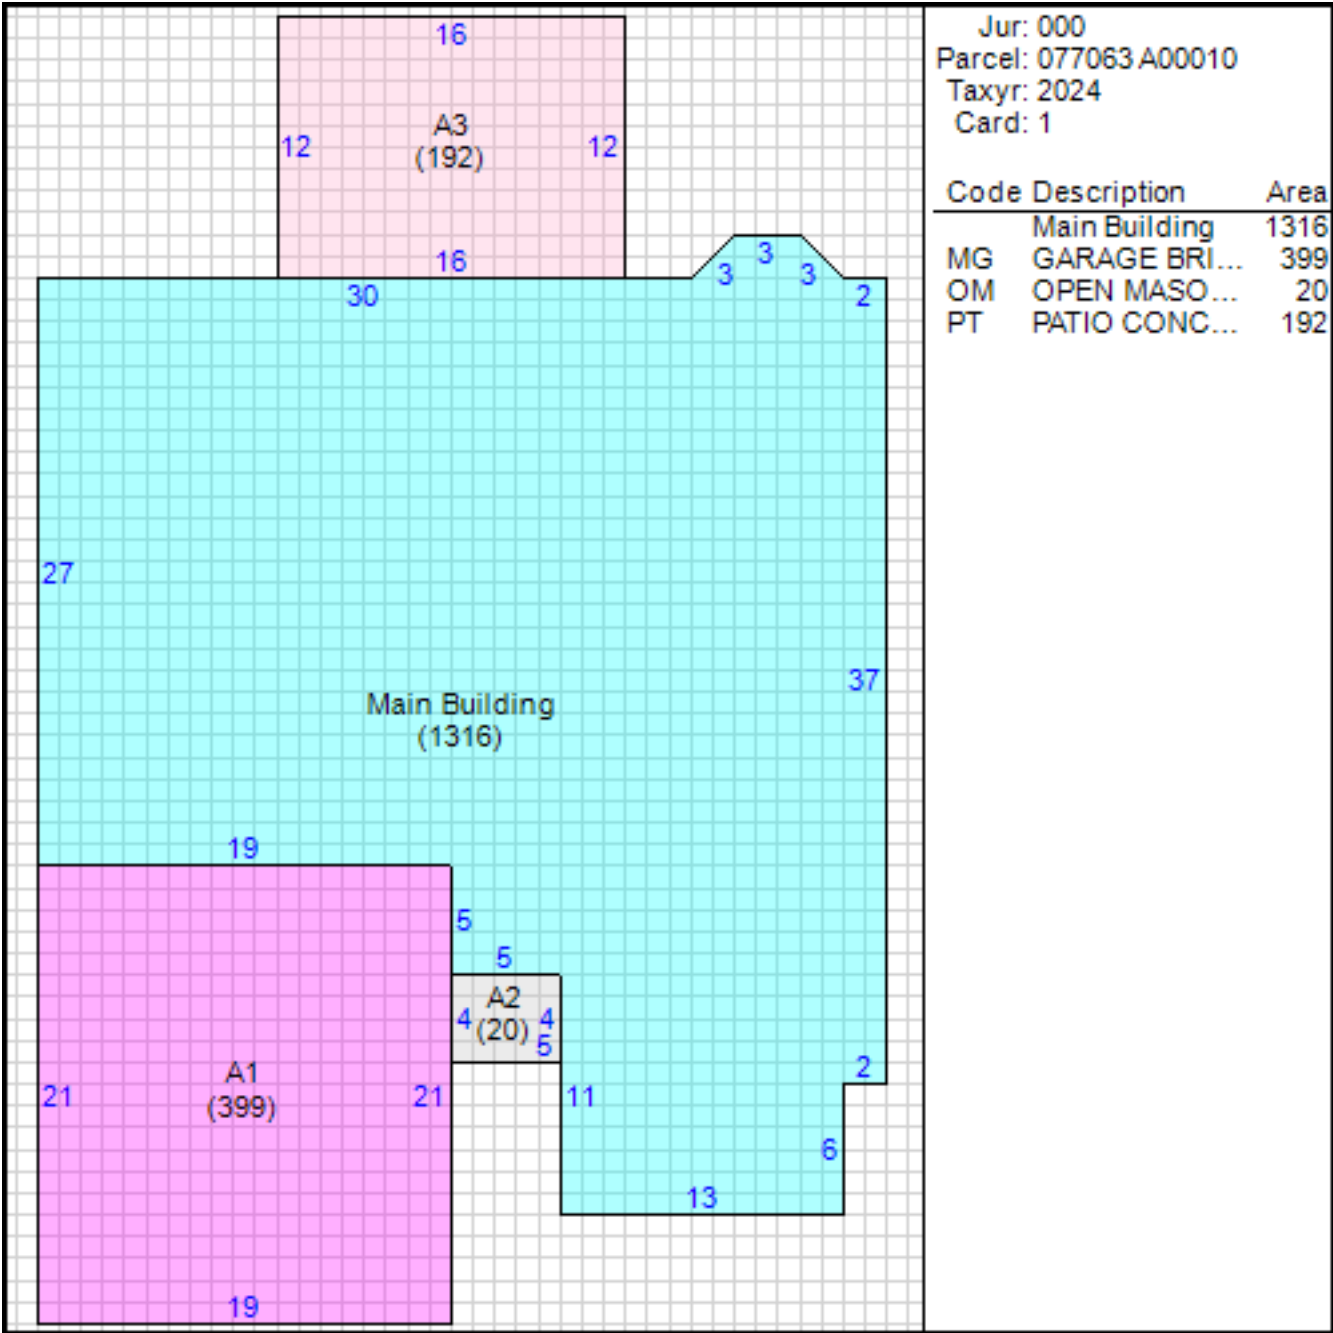 16
A3
(192)
12
12
16
30
3
3
3
2
27
37
Main Building
(1316)
19
5
5
A2
(20)
4
4
5
A1
(399)
21
21
11
2
6
13
19
Jur: 000
Parcel: 077063 A00010
Taxyr: 2024
Card: 1
Code Description Area
Main Building 1316
MG GARAGE BRI... 399
OM OPEN MASO... 20
PT PATIO CONC... 192